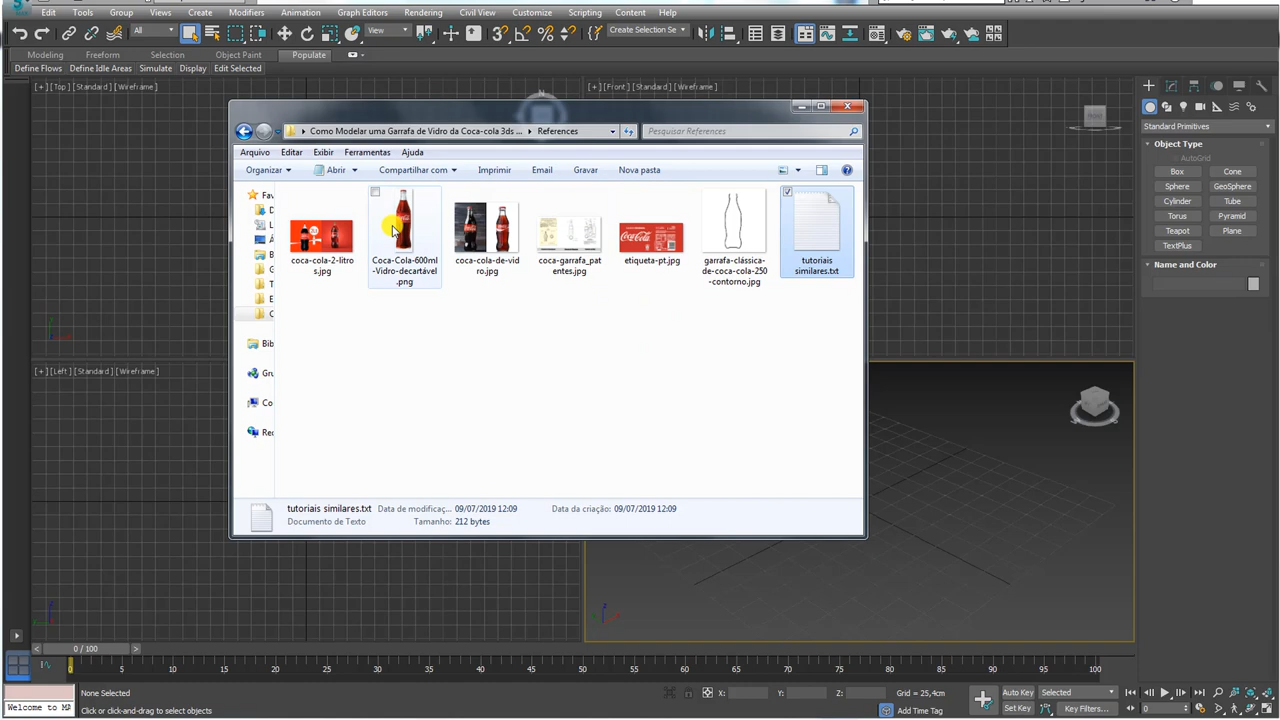 Edit Tools Group Views Create Modifiers Animation Graph Editors Rendering Civil View Customize Scripting Content Help
All View Create Selection Se
Modeling Freeform Selection Object Paint Populate
Define Flows Define Idle Areas Simulate Display Edit Selected
[+] [Top] [Standard] [Wireframe]
[+] [Front] [Standard] [Wireframe]
Standard Primitives
Object Type
AutoGrid
Box Cone
Sphere GeoSphere
Cylinder Tube
Torus Pyramid
Teapot Plane
TextPlus
Name and Color
Como Modelar uma Garrafa de Vidro da Coca-cola 3ds ... References
Pesquisar References
Arquivo Editar Exibir Ferramentas Ajuda
Organizar Abrir Compartilhar com Imprimir Email Gravar Nova pasta
Fav
Bib
Gru
Co
Red
coca-cola-2-litro
s.jpg
Coca-Cola-600ml
-Vidro-decartável
.png
coca-cola-de-vid
ro.jpg
coca-garrafa_pat
entes.jpg
etiqueta-pt.jpg
garrafa-clássica-
de-coca-cola-250
-contorno.jpg
tutoriais
similares.txt
tutoriais similares.txt Data de modificaç... 09/07/2019 12:09 Data da criação: 09/07/2019 12:09
Documento de Texto Tamanho: 212 bytes
[+] [Left] [Standard] [Wireframe]
FRONT
0 / 100
0 5 10 15 20 25 30 35 40 45 50 55 60 65 70 75 80 85 90 95 100
None Selected X: Y: Z: Grid = 25,4cm Auto Key Selected
Welcome to MA Click or click-and-drag to select objects Add Time Tag Set Key Key Filters... 0